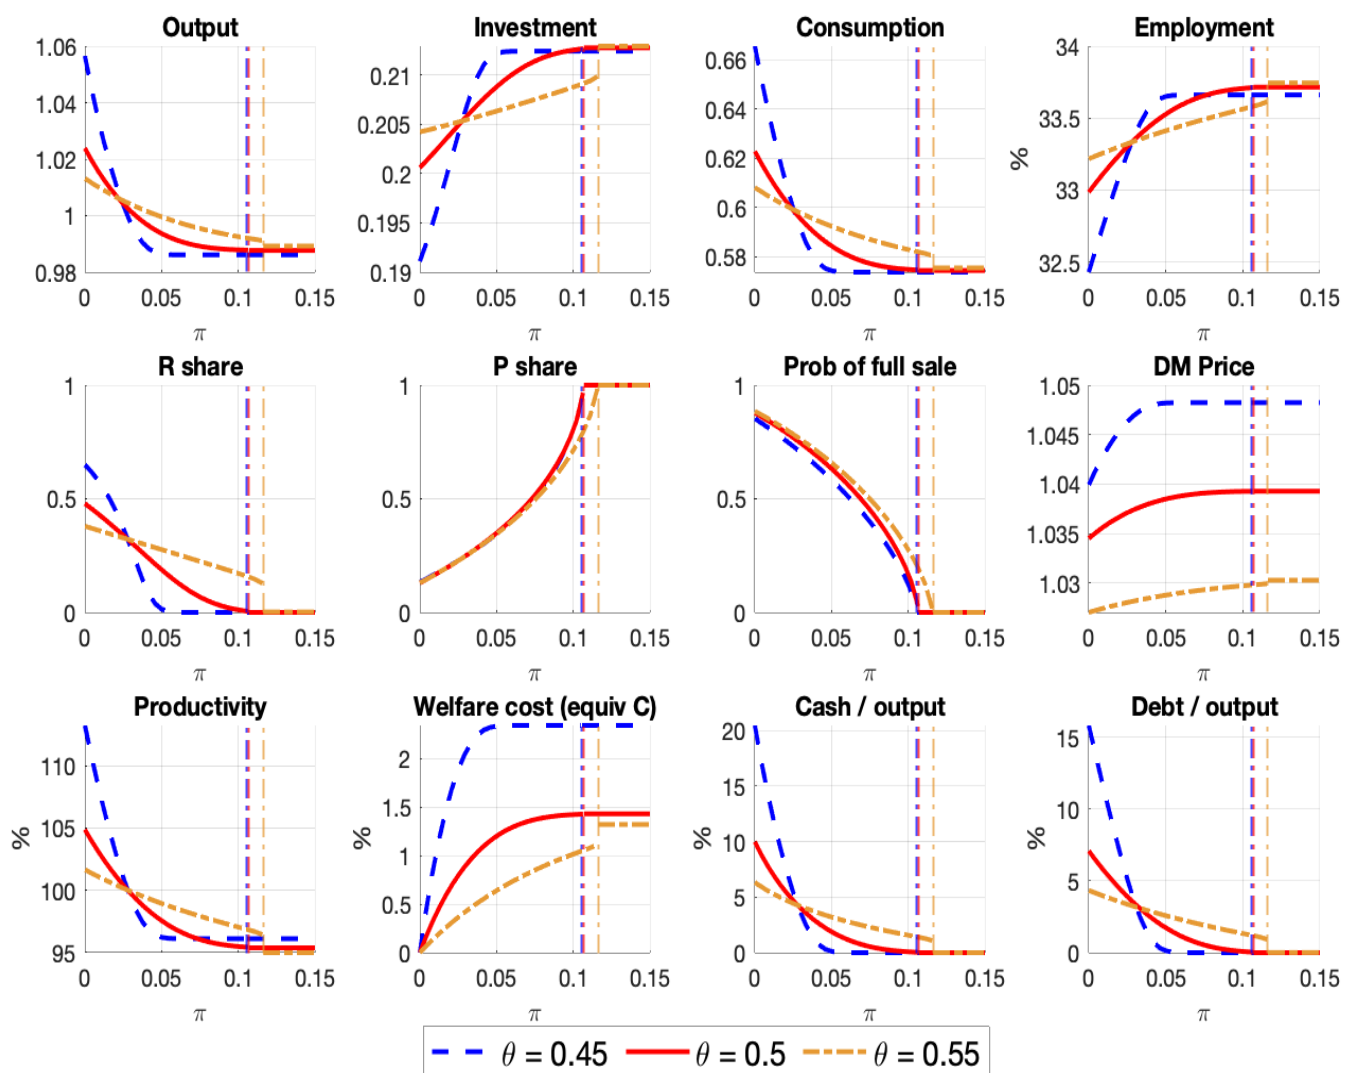 Output
Investment
Consumption
Employment
1.06
1.04
1.02
1
0.98
0 0.05 0.1 0.15
π
0.21
0.205
0.2
0.195
0.19
0 0.05 0.1 0.15
π
0.66
0.64
0.62
0.6
0.58
0 0.05 0.1 0.15
π
%
34
33.5
33
32.5
0 0.05 0.1 0.15
π
R share
P share
Prob of full sale
DM Price
1
0.5
0
0 0.05 0.1 0.15
π
1
0.5
0
0 0.05 0.1 0.15
π
1
0.5
0
0 0.05 0.1 0.15
π
1.05
1.045
1.04
1.035
1.03
0 0.05 0.1 0.15
π
Productivity
Welfare cost (equiv C)
Cash / output
Debt / output
%
110
105
100
95
0 0.05 0.1 0.15
π
%
2
1.5
1
0.5
0
0 0.05 0.1 0.15
π
%
20
15
10
5
0
0 0.05 0.1 0.15
π
%
15
10
5
0
0 0.05 0.1 0.15
π
θ = 0.45 θ = 0.5 θ = 0.55